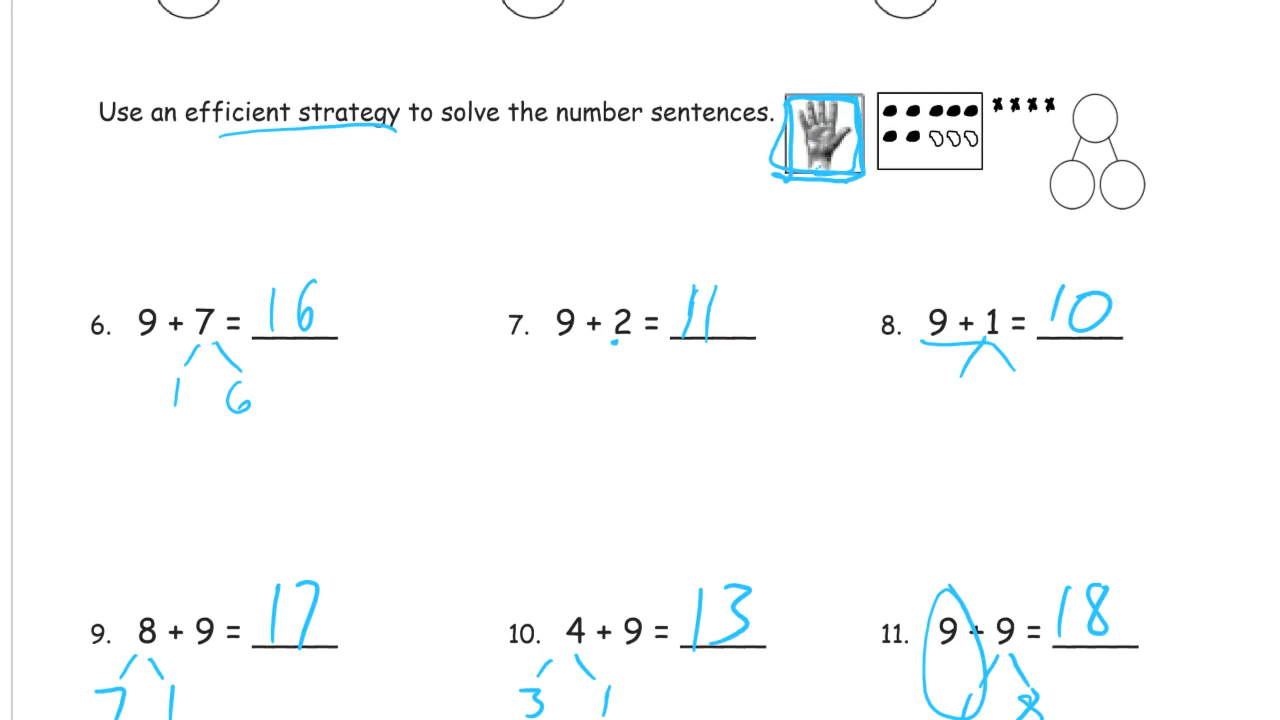 Use an efficient strategy to solve the number sentences.
6. 9 + 7 = 16
7. 9 + 2 = 11
8. 9 + 1 = 10
1 6
9. 8 + 9 = 17
10. 4 + 9 = 13
11. 9 + 9 = 18
7 1
3 1
1 8